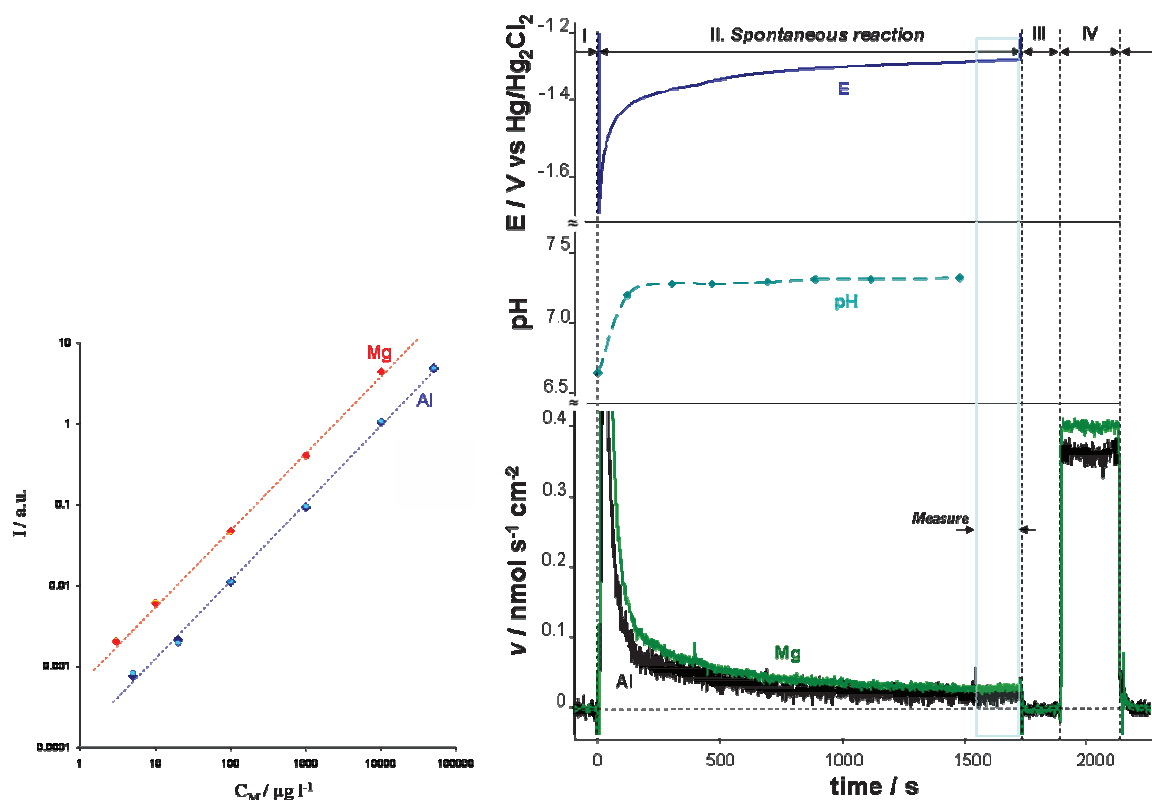 10
1
0.1
0.01
0.001
0.0001
I / a.u.
Mg
Al
1
10
100
1000
10000
100000
C_M / µg l⁻¹
E / V vs Hg/Hg₂Cl₂
-1 2
-1.4
-1.6
I
II. Spontaneous reaction
III
IV
E
≈
pH
7 5
7.0
6.5
pH
≈
v / nmol s⁻¹ cm⁻²
0.4
0.3
0.2
0.1
0
Measure
Mg
Al
0
500
1000
1500
2000
time / s